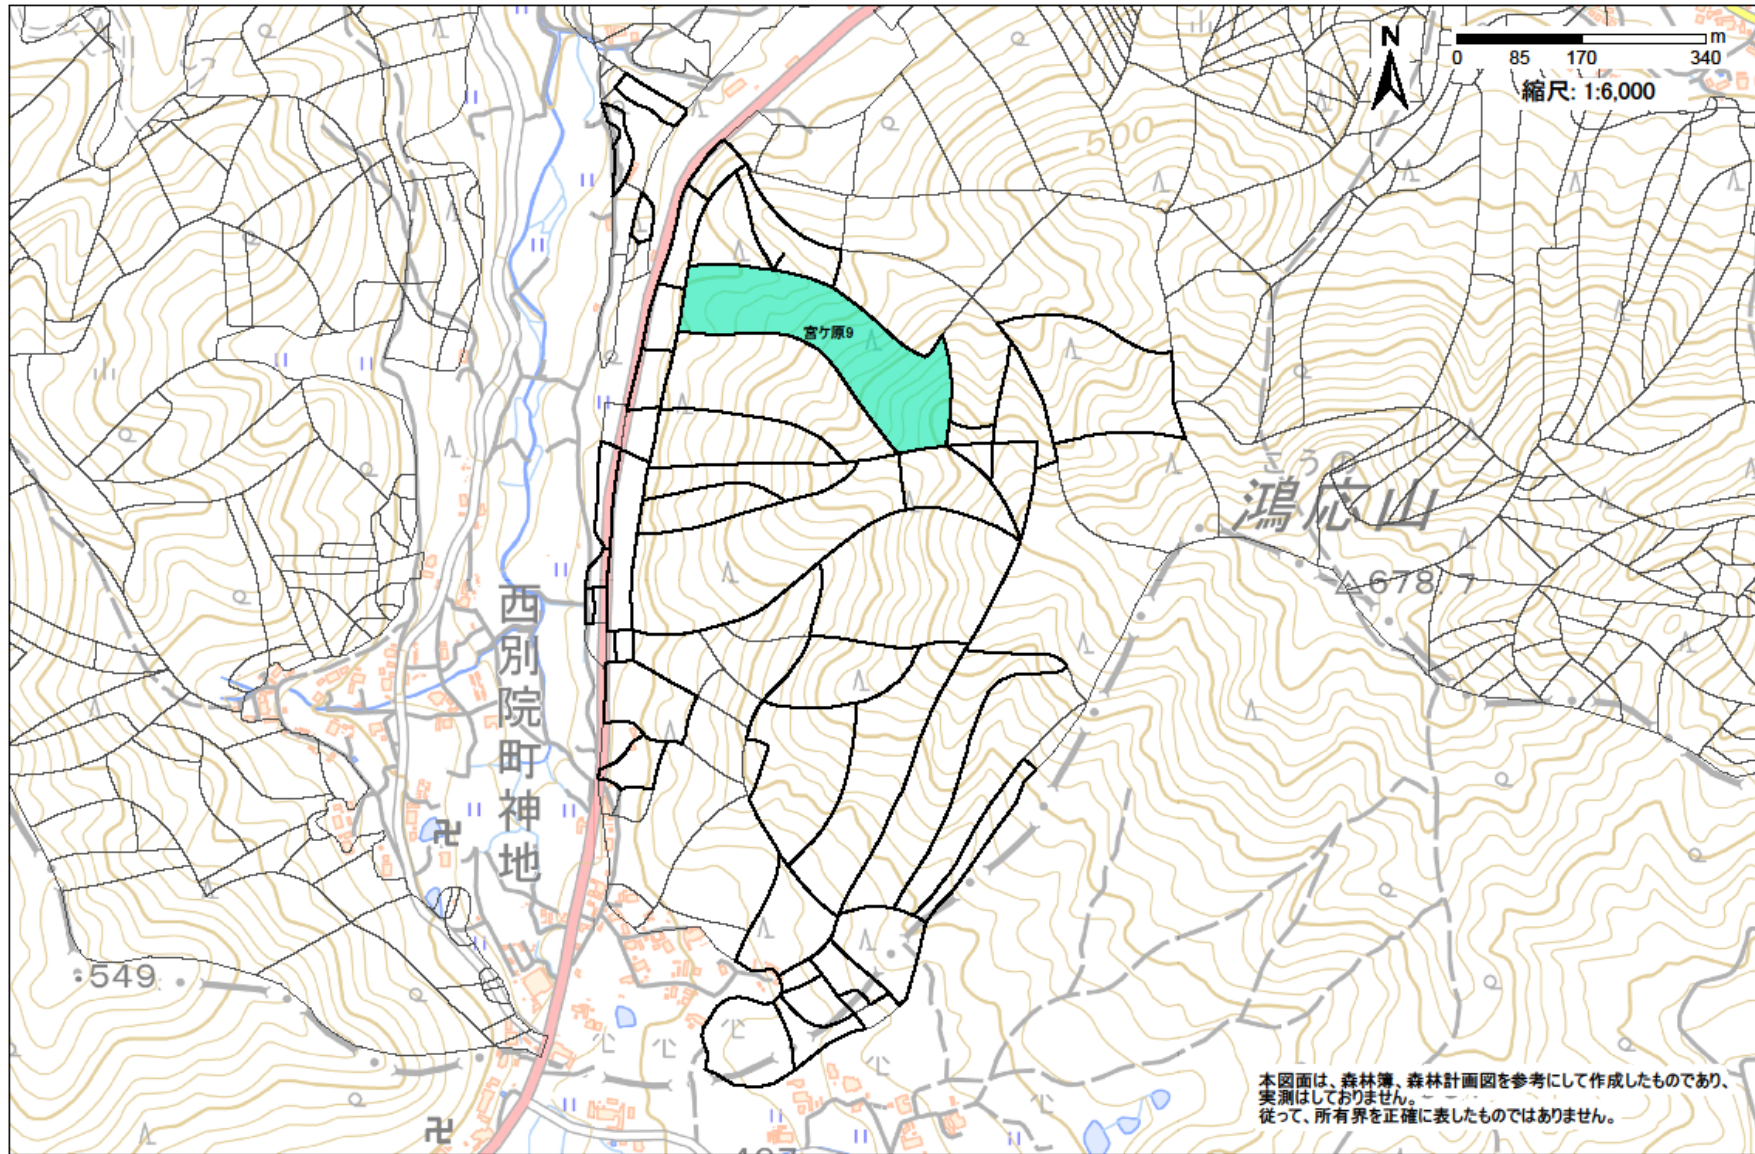 N
m
0 85 170 340
縮尺: 1:6,000
500
宮ケ原9
こうの
鴻応山
678.7
西別院町神地
549
本図面は、森林簿、森林計画図を参考にして作成したものであり、
実測はしておりません。
従って、所有界を正確に表したものではありません。